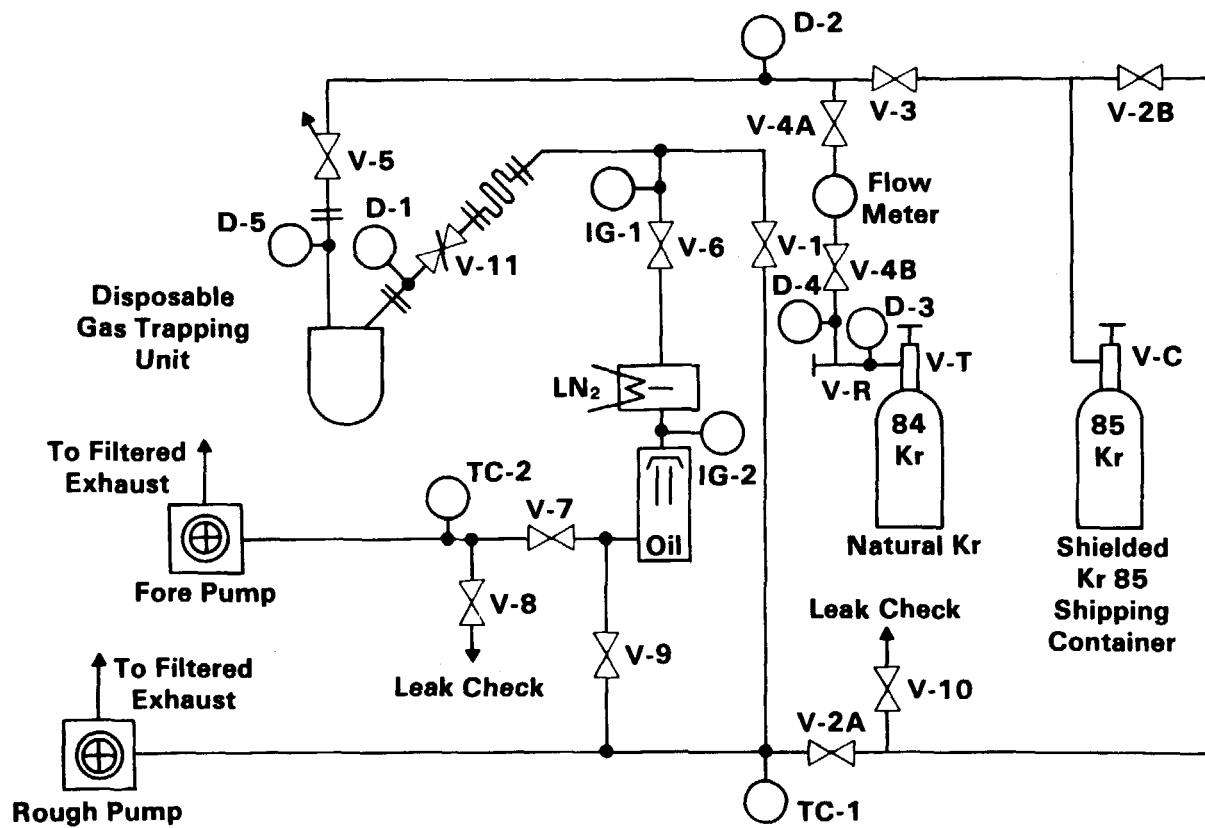 D-2
V-3
V-2B
V-4A
V-5
Flow
Meter
D-1
D-5
IG-1
V-6
V-1
V-11
V-4B
D-4
D-3
Disposable
Gas Trapping
Unit
V-T
V-C
V-R
LN₂
84
Kr
85
Kr
To Filtered
Exhaust
TC-2
IG-2
V-7
Oil
Natural Kr
Shielded
Kr 85
Shipping
Container
Fore Pump
V-8
Leak Check
V-9
Leak Check
To Filtered
Exhaust
V-10
V-2A
Rough Pump
TC-1